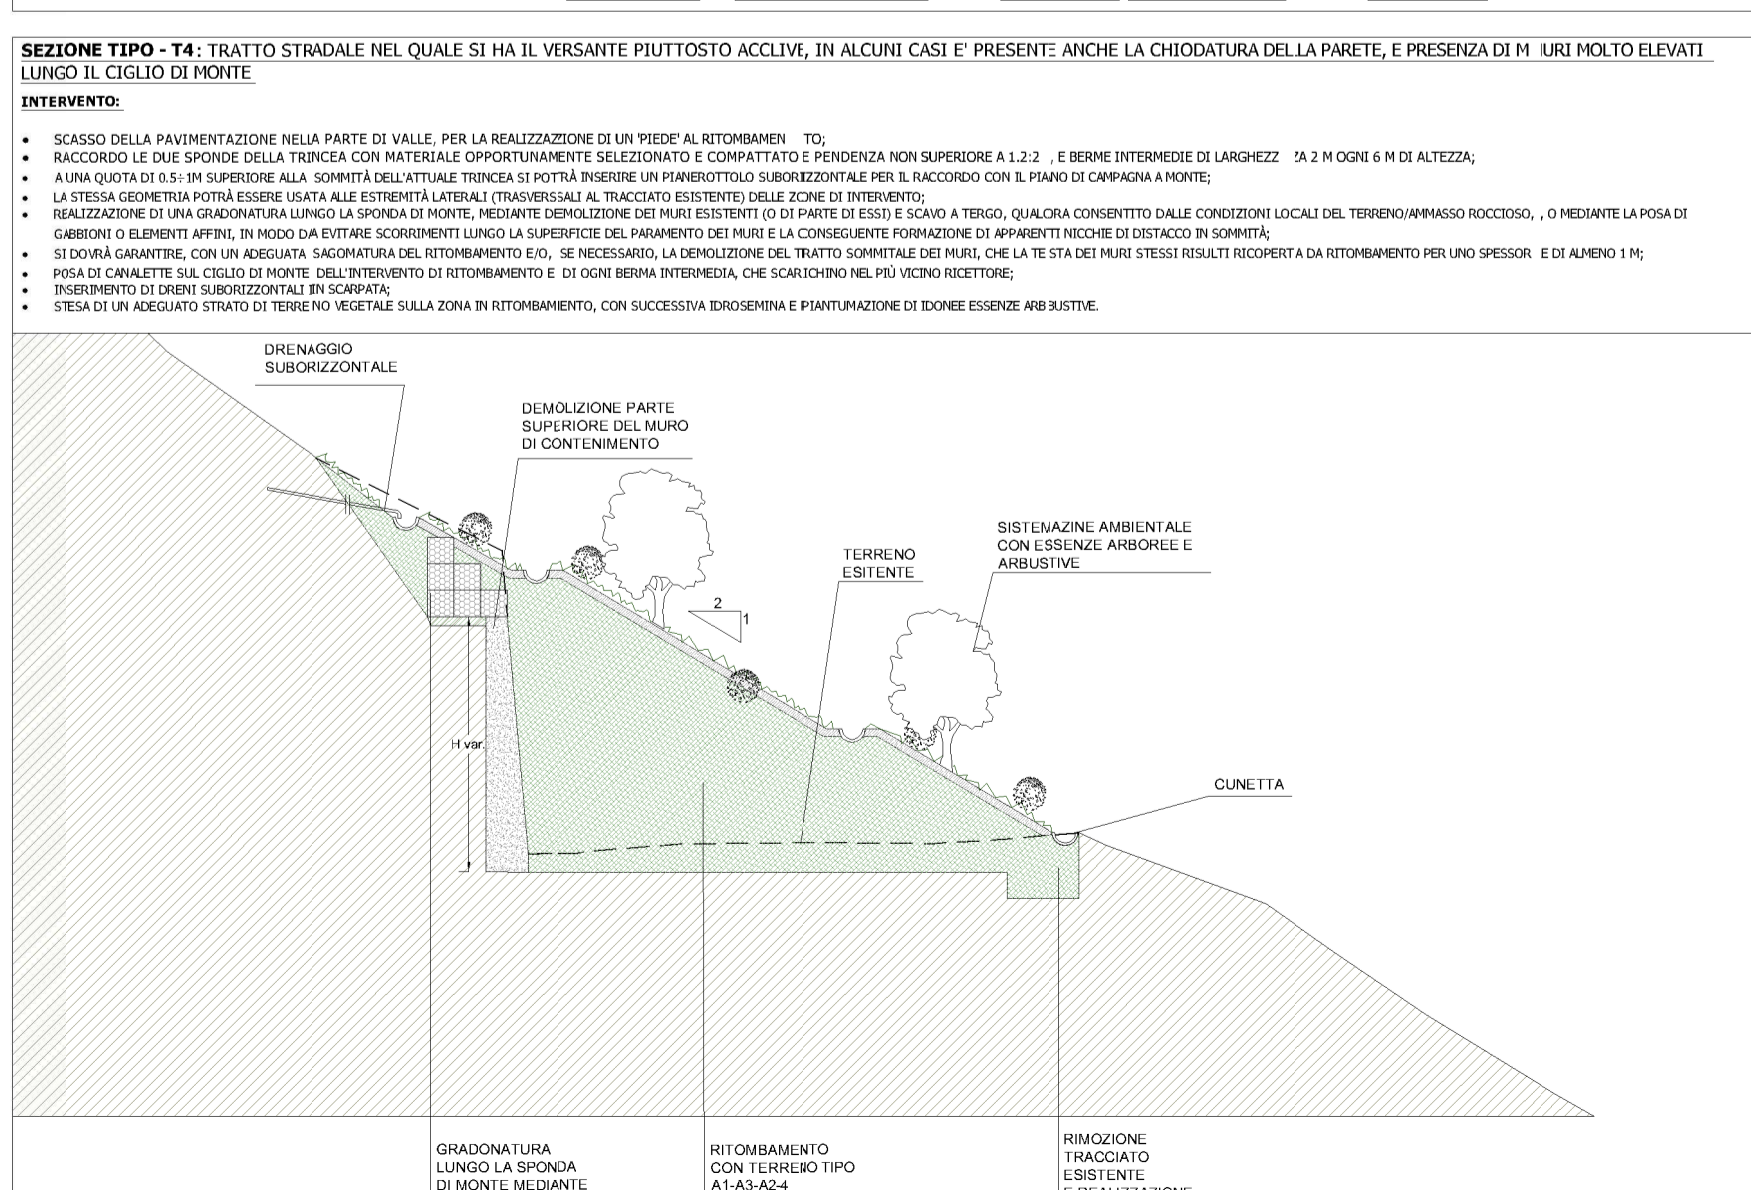 SEZIONE TIPO - T4: TRATTO STRADALE NEL QUALE SI HA IL VERSANTE PIUTTOSTO ACCLIVE, IN ALCUNI CASI E' PRESENTE ANCHE LA CHIODATURA DELLA PARETE, E PRESENZA DI MURI MOLTO ELEVATI
LUNGO IL CIGLIO DI MONTE
INTERVENTO:
• SCASSO DELLA PAVIMENTAZIONE NELLA PARTE DI VALLE, PER LA REALIZZAZIONE DI UN 'PIEDE' AL RITOMBAMENTO;
• RACCORDO LE DUE SPONDE DELLA TRINCEA CON MATERIALE OPPORTUNAMENTE SELEZIONATO E COMPATTATO E PENDENZA NON SUPERIORE A 1.2:2 , E BERME INTERMEDIE DI LARGHEZZA 2 M OGNI 6 M DI ALTEZZA;
• A UNA QUOTA DI 0.5÷1M SUPERIORE ALLA SOMMITÀ DELL'ATTUALE TRINCEA SI POTRÀ INSERIRE UN PIANEROTTOLO SUBORIZZONTALE PER IL RACCORDO CON IL PIANO DI CAMPAGNA A MONTE;
• LA STESSA GEOMETRIA POTRÀ ESSERE USATA ALLE ESTREMITÀ LATERALI (TRASVERSSALI AL TRACCIATO ESISTENTE) DELLE ZONE DI INTERVENTO;
• REALIZZAZIONE DI UNA GRADONATURA LUNGO LA SPONDA DI MONTE, MEDIANTE DEMOLIZIONE DEI MURI ESISTENTI (O DI PARTE DI ESSI) E SCAVO A TERGO, QUALORA CONSENTITO DALLE CONDIZIONI LOCALI DEL TERRENO/AMMASSO ROCCIOSO, , O MEDIANTE LA POSA DI
GABBIONI O ELEMENTI AFFINI, IN MODO DA EVITARE SCORRIMENTI LUNGO LA SUPERFICIE DEL PARAMENTO DEI MURI E LA CONSEGUENTE FORMAZIONE DI APPARENTI NICCHIE DI DISTACCO IN SOMMITÀ;
• SI DOVRÀ GARANTIRE, CON UN ADEGUATA SAGOMATURA DEL RITOMBAMENTO E/O, SE NECESSARIO, LA DEMOLIZIONE DEL TRATTO SOMMITALE DEI MURI, CHE LA TESTA DEI MURI STESSI RISULTI RICOPERTA DA RITOMBAMENTO PER UNO SPESSORE DI ALMENO 1 M;
• POSA DI CANALETTE SUL CIGLIO DI MONTE DELL'INTERVENTO DI RITOMBAMENTO E DI OGNI BERMA INTERMEDIA, CHE SCARICHINO NEL PIÙ VICINO RICETTORE;
• INSERIMENTO DI DRENI SUBORIZZONTALI IN SCARPATA;
• STESA DI UN ADEGUATO STRATO DI TERRENO VEGETALE SULLA ZONA IN RITOMBAMIENTO, CON SUCCESSIVA IDROSEMINA E PIANTUMAZIONE DI IDONEE ESSENZE ARBUSTIVE.
DRENAGGIO
SUBORIZZONTALE
DEMOLIZIONE PARTE
SUPERIORE DEL MURO
DI CONTENIMENTO
SISTEMAZINE AMBIENTALE
CON ESSENZE ARBOREE E
ARBUSTIVE
TERRENO
ESITENTE
2
1
H var.
CUNETTA
GRADONATURA
LUNGO LA SPONDA
DI MONTE MEDIANTE
RITOMBAMENTO
CON TERRENO TIPO
A1-A3-A2-4
RIMOZIONE
TRACCIATO
ESISTENTE
E REALIZZAZIONE